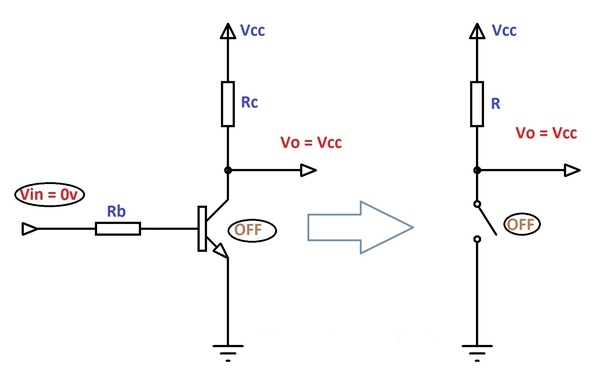 Vcc
Vcc
Rc
R
Vo = Vcc
Vo = Vcc
Vin = 0v
Rb
OFF
OFF